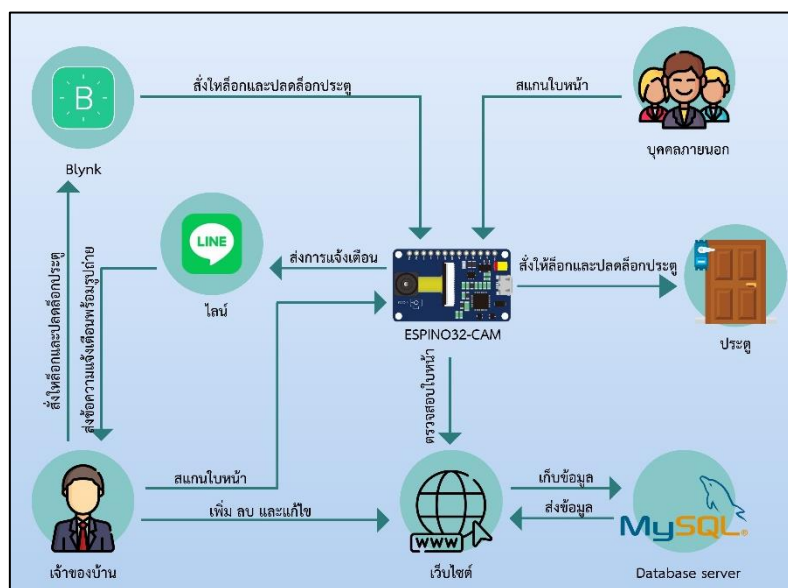 B
สั่งให้ล็อกและปลดล็อกประตู
สแกนใบหน้า
Blynk
บุคคลภายนอก
LINE
ส่งการแจ้งเตือน
สั่งให้ล็อกและปลดล็อกประตู
ไลน์
ESPINO32-CAM
ประตู
สั่งให้ล็อกและปลดล็อกประตู
ส่งข้อความแจ้งเตือนพร้อมรูปถ่าย
ตรวจสอบใบหน้า
สแกนใบหน้า
เพิ่ม ลบ และแก้ไข
เก็บข้อมูล
ส่งข้อมูล
WWW
MySQL®
เจ้าของบ้าน
เว็บไซต์
Database server